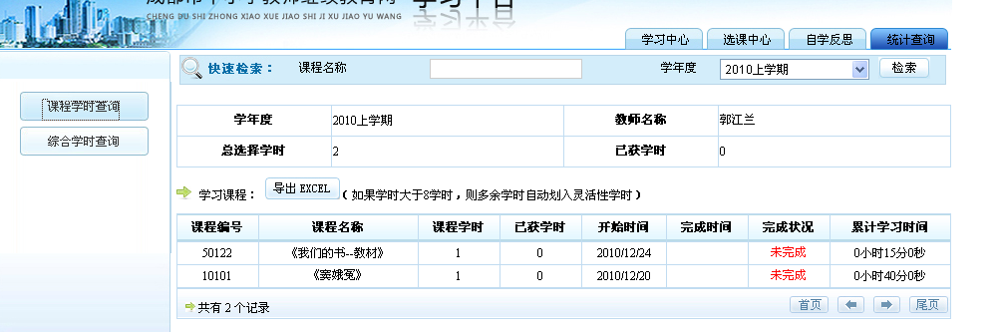 CHENG DU SHI ZHONG XIAO XUE JIAO SHI JI XU JIAO YU WANG
学习平台
学习中心 选课中心 自学反思 统计查询
快速检索： 课程名称 学年度 2010上学期 检索
课程学时查询
综合学时查询
学年度 2010上学期 教师名称 郭江兰
总选择学时 2 已获学时 0
学习课程： 导出 EXCEL （如果学时大于8学时，则多余学时自动划入灵活性学时）
课程编号 课程名称 课程学时 已获学时 开始时间 完成时间 完成状况 累计学习时间
50122 《我们的书--教材》 1 0 2010/12/24 未完成 0小时15分0秒
10101 《窦娥冤》 1 0 2010/12/20 未完成 0小时40分0秒
共有 2 个记录 首页 尾页